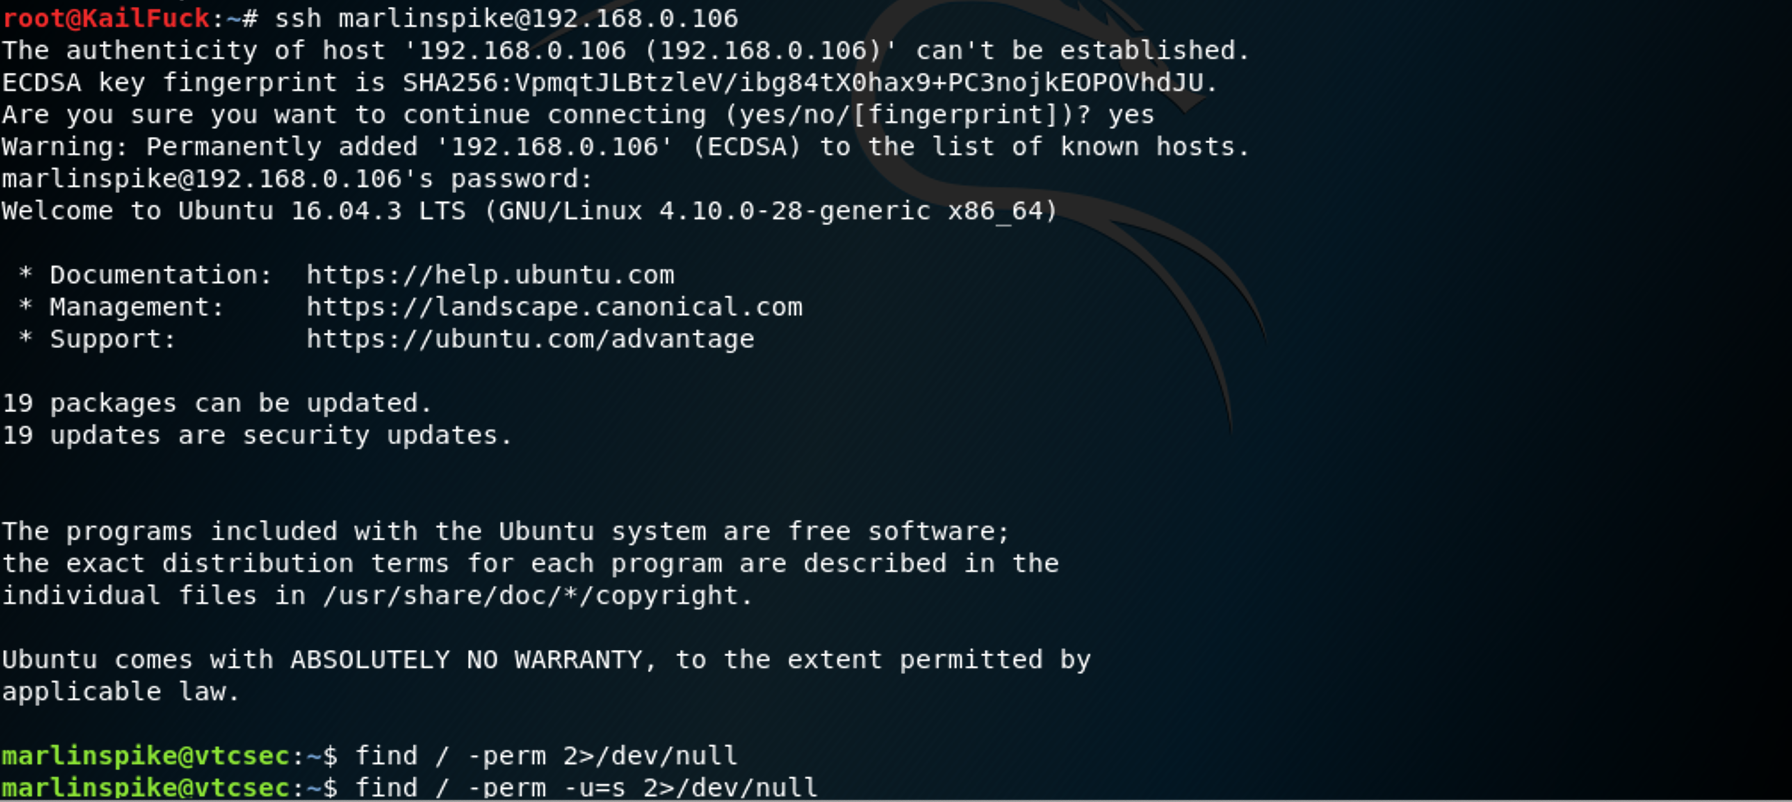 root@KailFuck:~# ssh marlinspike@192.168.0.106
The authenticity of host '192.168.0.106 (192.168.0.106)' can't be established.
ECDSA key fingerprint is SHA256:VpmqtJLBtzleV/ibg84tX0hax9+PC3nojkEOPOVhdJU.
Are you sure you want to continue connecting (yes/no/[fingerprint])? yes
Warning: Permanently added '192.168.0.106' (ECDSA) to the list of known hosts.
marlinspike@192.168.0.106's password:
Welcome to Ubuntu 16.04.3 LTS (GNU/Linux 4.10.0-28-generic x86_64)
* Documentation:  https://help.ubuntu.com
* Management:     https://landscape.canonical.com
* Support:        https://ubuntu.com/advantage
19 packages can be updated.
19 updates are security updates.
The programs included with the Ubuntu system are free software;
the exact distribution terms for each program are described in the
individual files in /usr/share/doc/*/copyright.
Ubuntu comes with ABSOLUTELY NO WARRANTY, to the extent permitted by
applicable law.
marlinspike@vtcsec:~$ find / -perm 2>/dev/null
marlinspike@vtcsec:~$ find / -perm -u=s 2>/dev/null